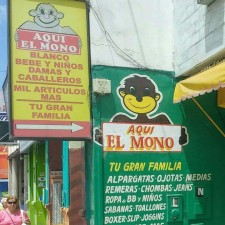 AQUI
EL MONO
BLANCO
BEBE Y NIÑOS
DAMAS Y
CABALLEROS
MIL ARTICULOS
MAS
TU GRAN
FAMILIA
AQUI
EL MONO
TU GRAN FAMILIA
ALPARGATAS-OJOTAS-MEDIAS
REMERAS-CHOMBAS JEANS
ROPA DE BB Y NIÑOS
SABANAS-TOALLONES
BOXER-SLIP-JOGGINS